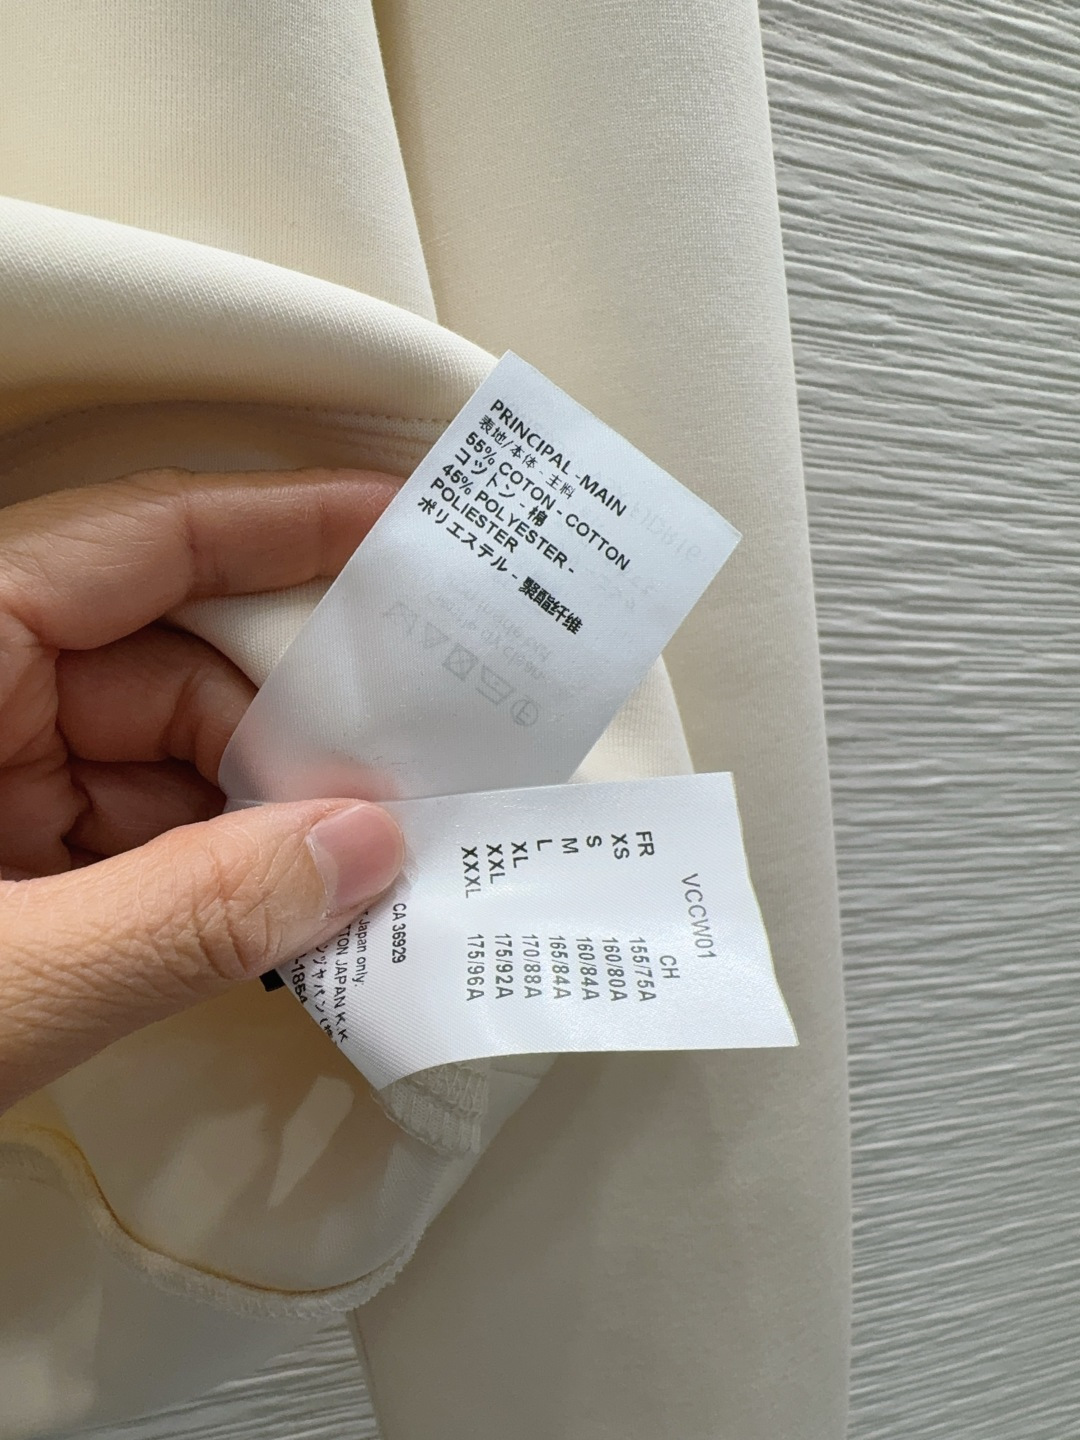 PRINCIPAL-MAIN
表地/本体-主料
55% COTON-COTTON
コットン-棉
45% POLYESTER-
POLIESTER
ポリエステル-聚酯纤维
VCCW01
FR CH
XS 155/75A
S 160/80A
M 160/84A
L 165/84A
XL 170/88A
XXL 175/92A
XXXL 175/96A
CA 36929
Japan only.
JAPAN K.K